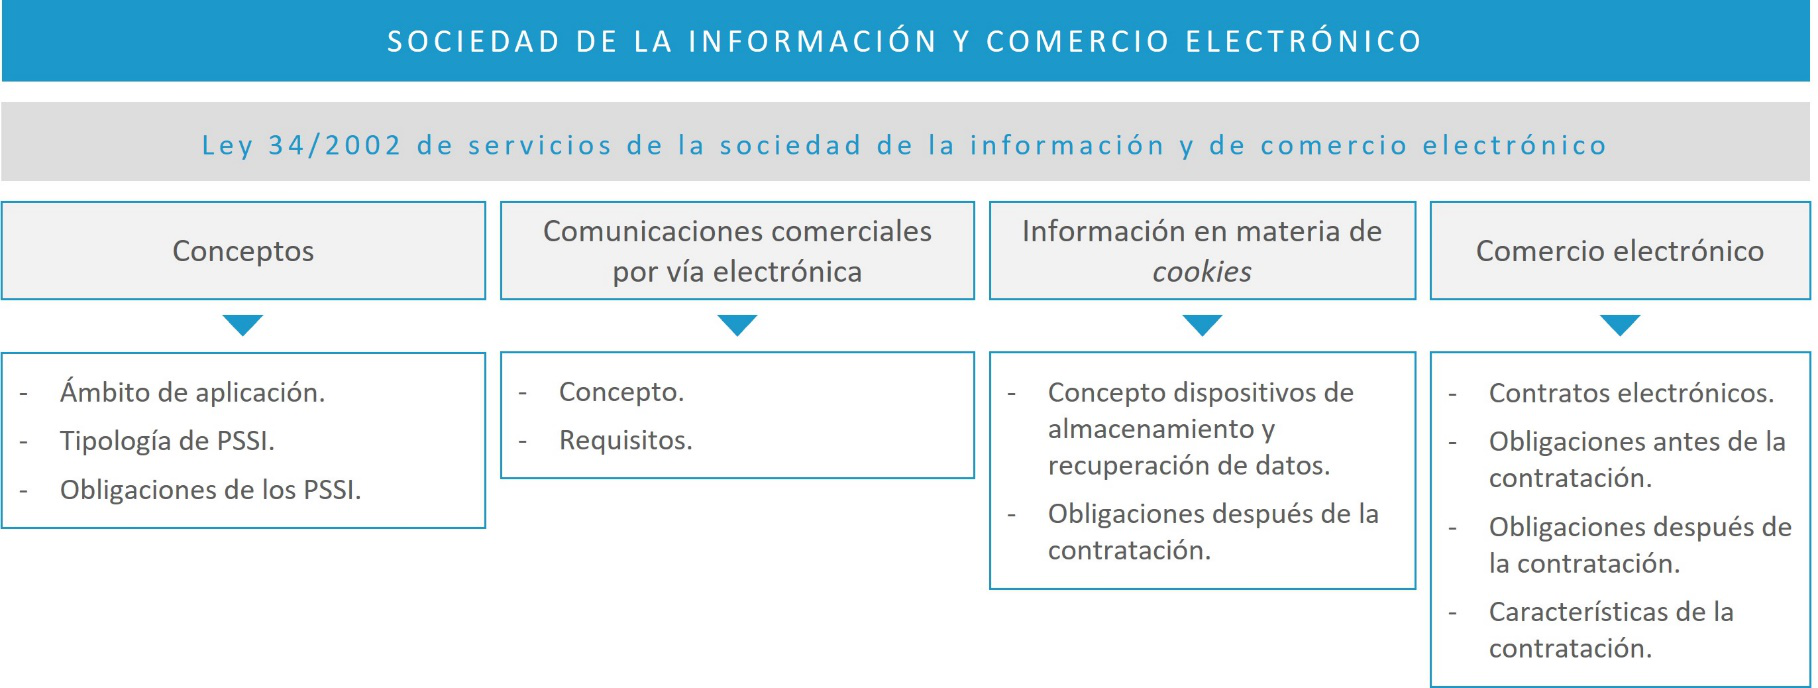 SOCIEDAD DE LA INFORMACIÓN Y COMERCIO ELECTRÓNICO
Ley 34/2002 de servicios de la sociedad de la información y de comercio electrónico
Conceptos
- Ámbito de aplicación.
- Tipología de PSSI.
- Obligaciones de los PSSI.
Comunicaciones comerciales
por vía electrónica
- Concepto.
- Requisitos.
Información en materia de
cookies
- Concepto dispositivos de
almacenamiento y
recuperación de datos.
- Obligaciones después de la
contratación.
Comercio electrónico
- Contratos electrónicos.
- Obligaciones antes de la
contratación.
- Obligaciones después de
la contratación.
- Características de la
contratación.